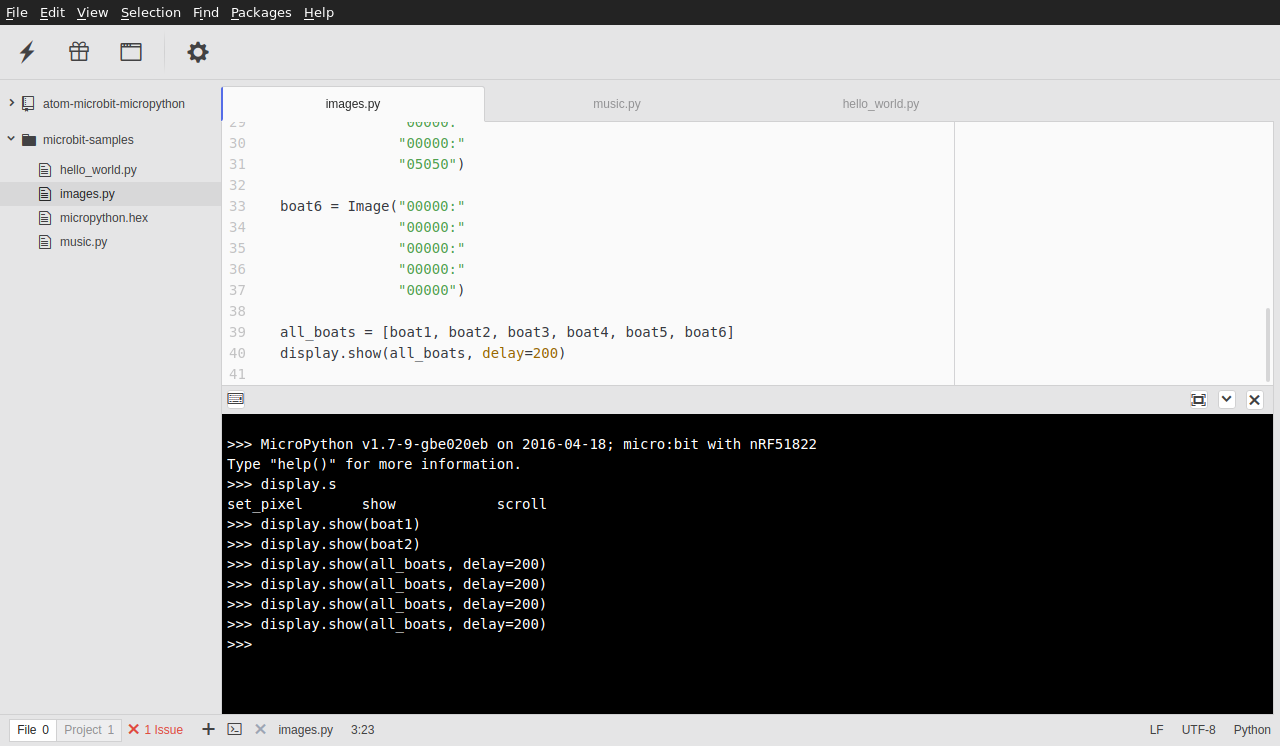 File Edit View Selection Find Packages Help
atom-microbit-micropython
microbit-samples
hello_world.py
images.py
micropython.hex
music.py
images.py music.py hello_world.py
29 "00000:"
30 "00000:"
31 "05050")
32
33 boat6 = Image("00000:"
34 "00000:"
35 "00000:"
36 "00000:"
37 "00000")
38
39 all_boats = [boat1, boat2, boat3, boat4, boat5, boat6]
40 display.show(all_boats, delay=200)
41
>>> MicroPython v1.7-9-gbe020eb on 2016-04-18; micro:bit with nRF51822
Type "help()" for more information.
>>> display.s
set_pixel show scroll
>>> display.show(boat1)
>>> display.show(boat2)
>>> display.show(all_boats, delay=200)
>>> display.show(all_boats, delay=200)
>>> display.show(all_boats, delay=200)
>>> display.show(all_boats, delay=200)
>>>
File 0 Project 1 1 Issue images.py 3:23 LF UTF-8 Python